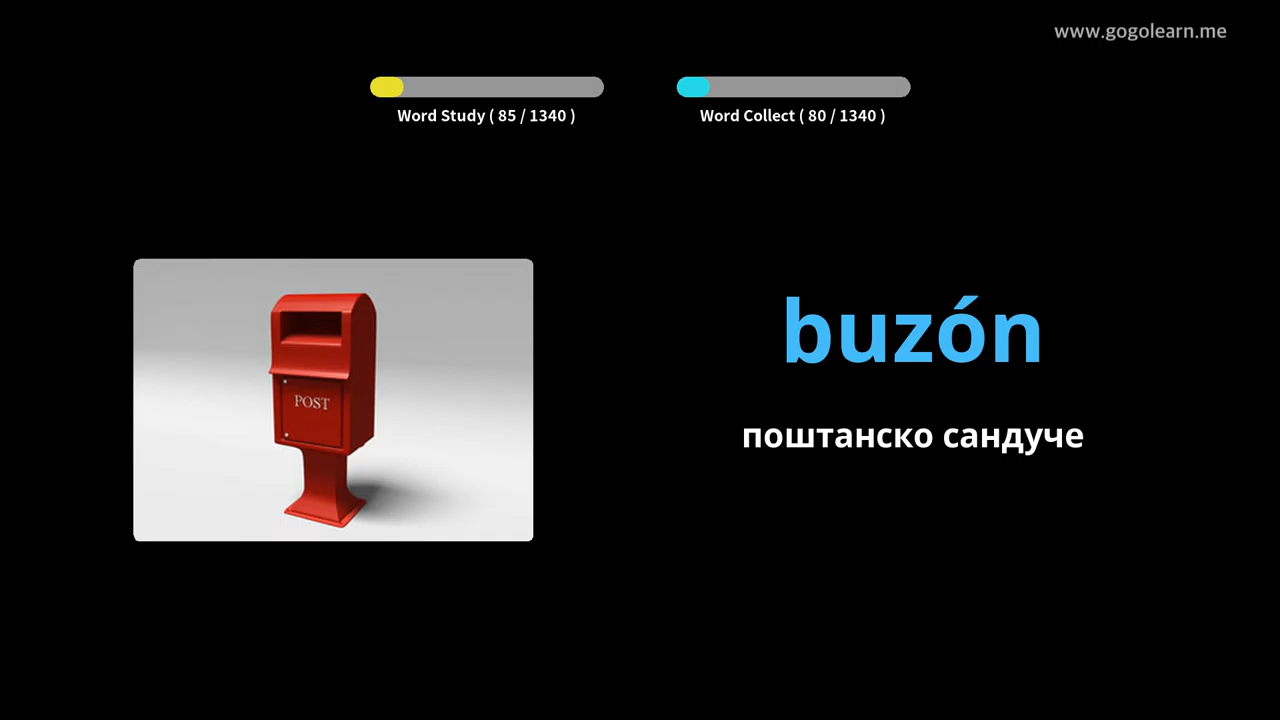 www.gogolearn.me
Word Study ( 85 / 1340 )
Word Collect ( 80 / 1340 )
POST
buzón
поштанско сандуче